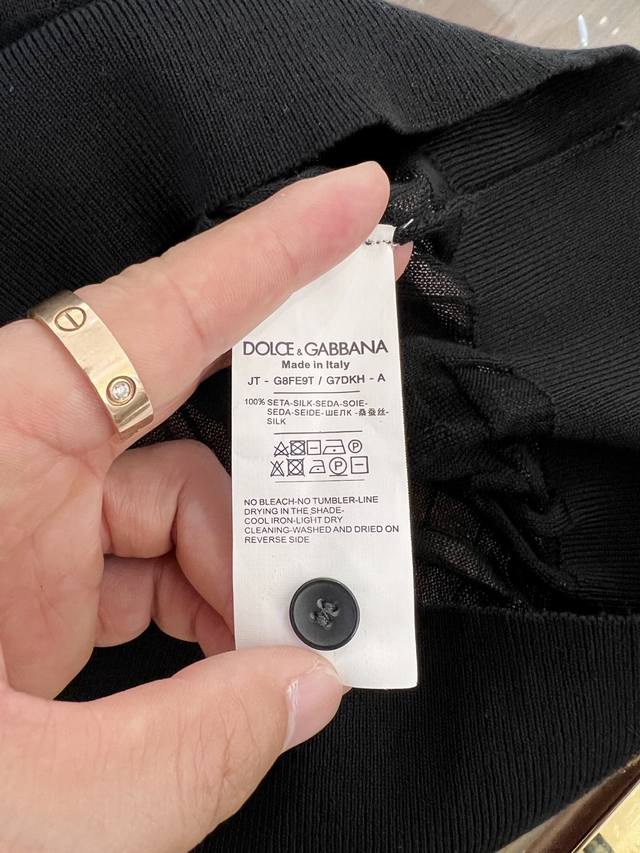 DOLCE & GABBANA
Made in Italy
JT - G8FE9T / G7DKH - A
100% SETA-SILK-SEDA-SOIE-
SEDA-SEIDE-ШЕЛК -桑蚕丝-
SILK
NO BLEACH-NO TUMBLER-LINE
DRYING IN THE SHADE-
COOL IRON-LIGHT DRY
CLEANING-WASHED AND DRIED ON
REVERSE SIDE